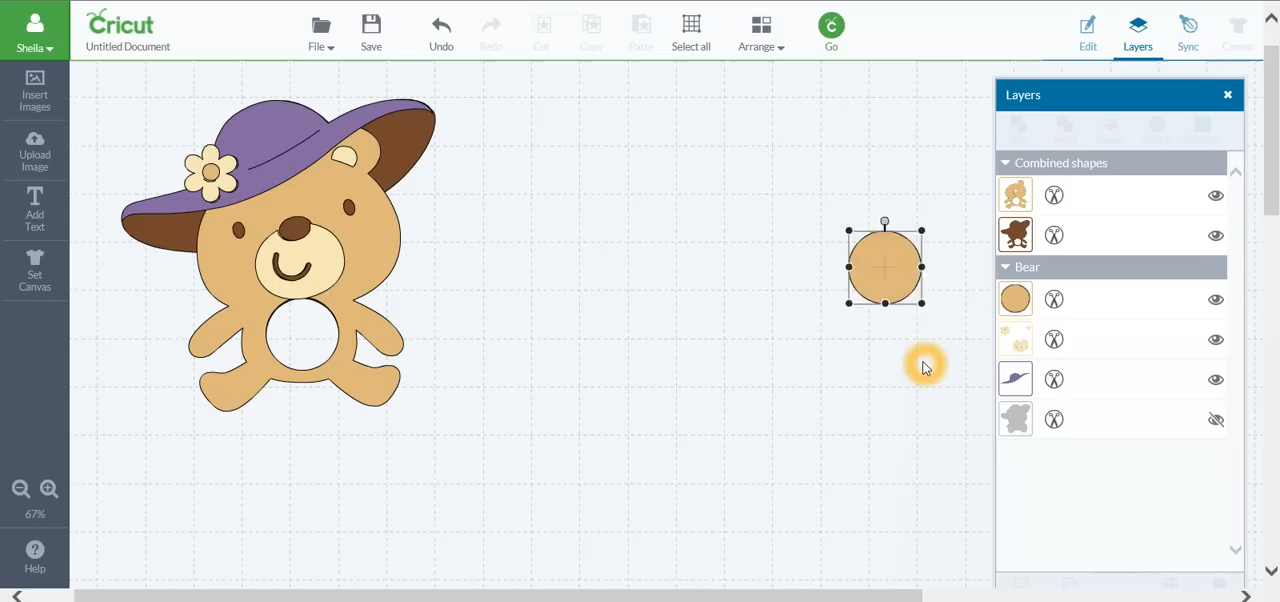 Cricut
Untitled Document
File
Save
Undo
Redo
Cut
Copy
Paste
Select all
Arrange
Go
Edit
Layers
Sync
Canvas
Sheila
Insert
Images
Upload
Image
Add
Text
Set
Canvas
67%
Help
Layers
Combined shapes
Bear